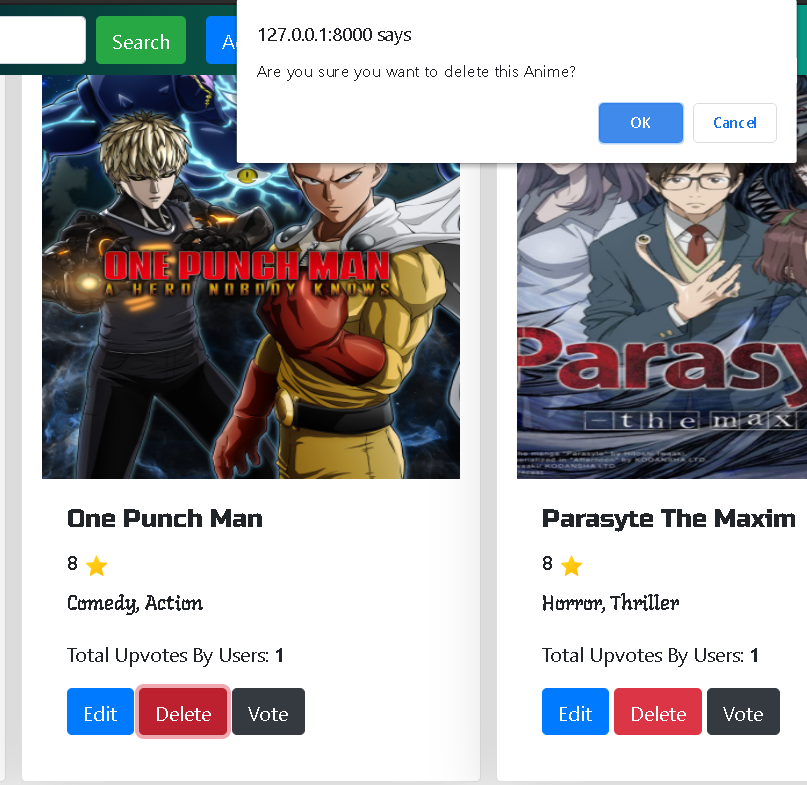 127.0.0.1:8000 says
Are you sure you want to delete this Anime?
OK
Cancel
Search
A
ONE PUNCH MAN
A HERO NOBODY KNOWS
Parasy
-the max
One Punch Man
8
Comedy, Action
Total Upvotes By Users: 1
Edit
Delete
Vote
Parasyte The Maxim
8
Horror, Thriller
Total Upvotes By Users: 1
Edit
Delete
Vote